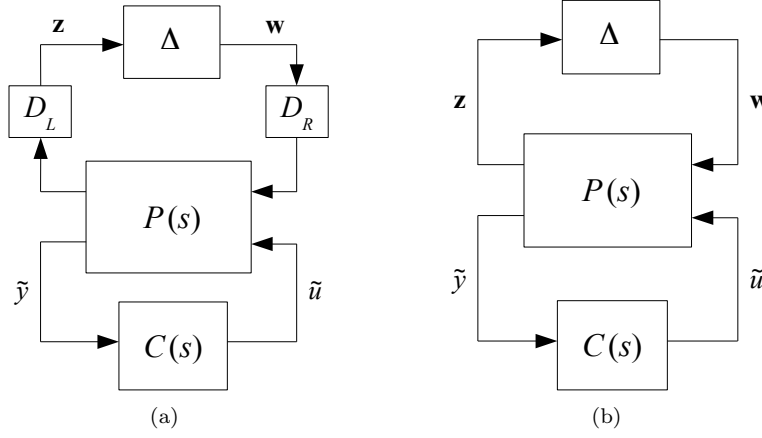 z Δ w
D_L D_R
P(s)
ỹ ũ
C(s)
(a)
Δ
z w
P(s)
ỹ ũ
C(s)
(b)